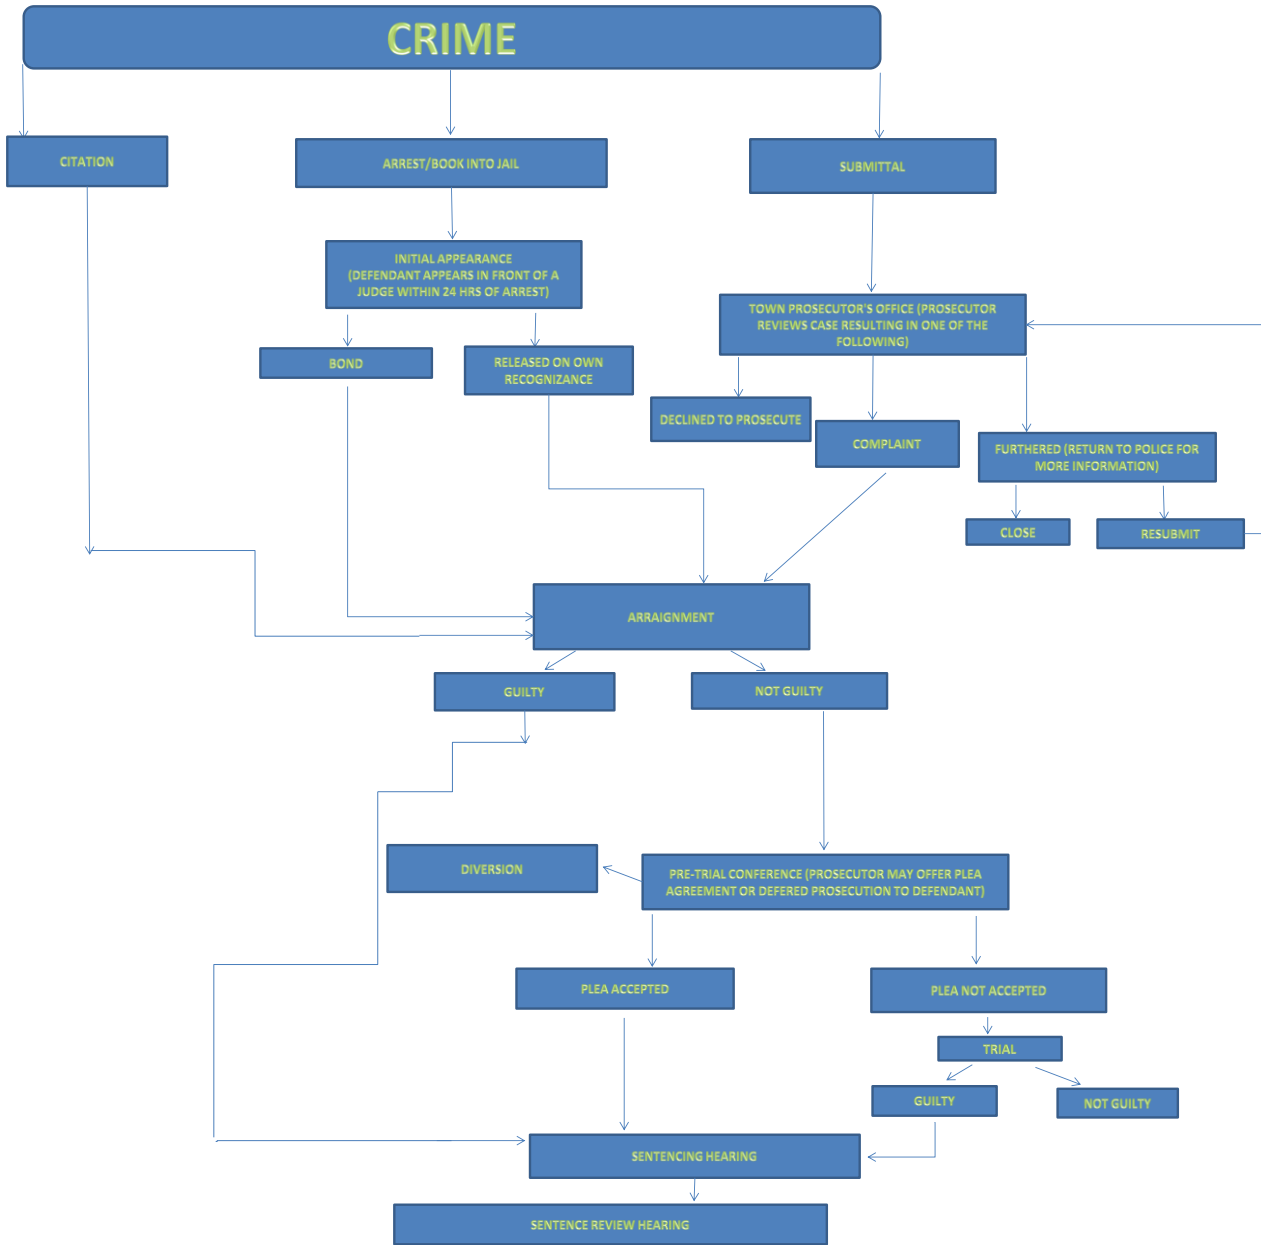 CRIME
CITATION
ARREST/BOOK INTO JAIL
SUBMITTAL
INITIAL APPEARANCE
(DEFENDANT APPEARS IN FRONT OF A
JUDGE WITHIN 24 HRS OF ARREST)
TOWN PROSECUTOR'S OFFICE (PROSECUTOR
REVIEWS CASE RESULTING IN ONE OF THE
FOLLOWING)
BOND
RELEASED ON OWN
RECOGNIZANCE
DECLINED TO PROSECUTE
COMPLAINT
FURTHERED (RETURN TO POLICE FOR
MORE INFORMATION)
CLOSE
RESUBMIT
ARRAIGNMENT
GUILTY
NOT GUILTY
DIVERSION
PRE-TRIAL CONFERENCE (PROSECUTOR MAY OFFER PLEA
AGREEMENT OR DEFERED PROSECUTION TO DEFENDANT)
PLEA ACCEPTED
PLEA NOT ACCEPTED
TRIAL
GUILTY
NOT GUILTY
SENTENCING HEARING
SENTENCE REVIEW HEARING